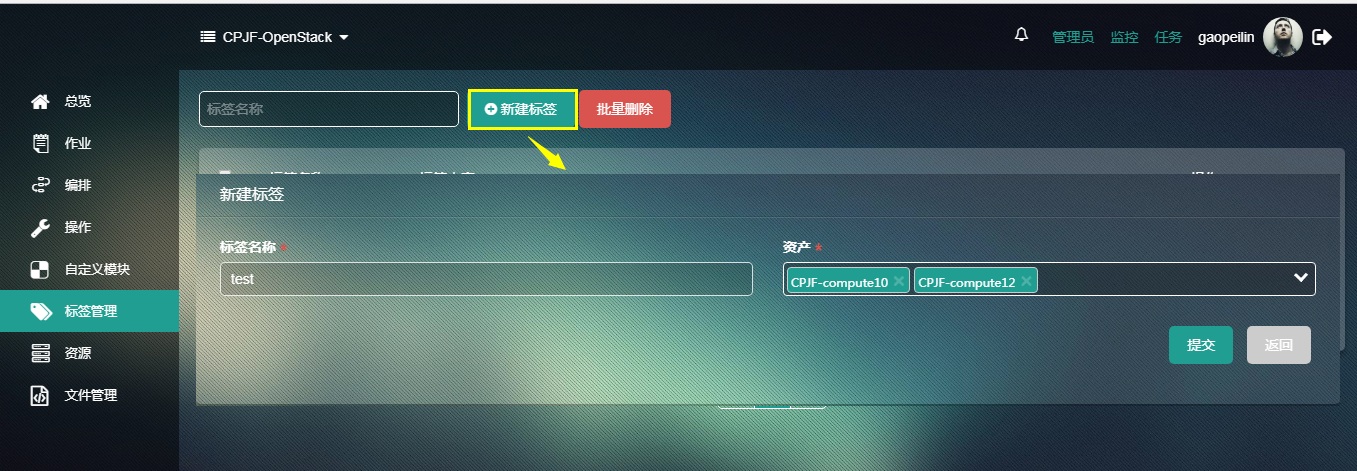 CPJF-OpenStack
管理员 监控 任务 gaopeilin
总览
作业
编排
操作
自定义模块
标签管理
资源
文件管理
标签名称 新建标签 批量删除
新建标签
标签名称 * 资产 *
test CPJF-compute10 × CPJF-compute12 ×
提交 返回